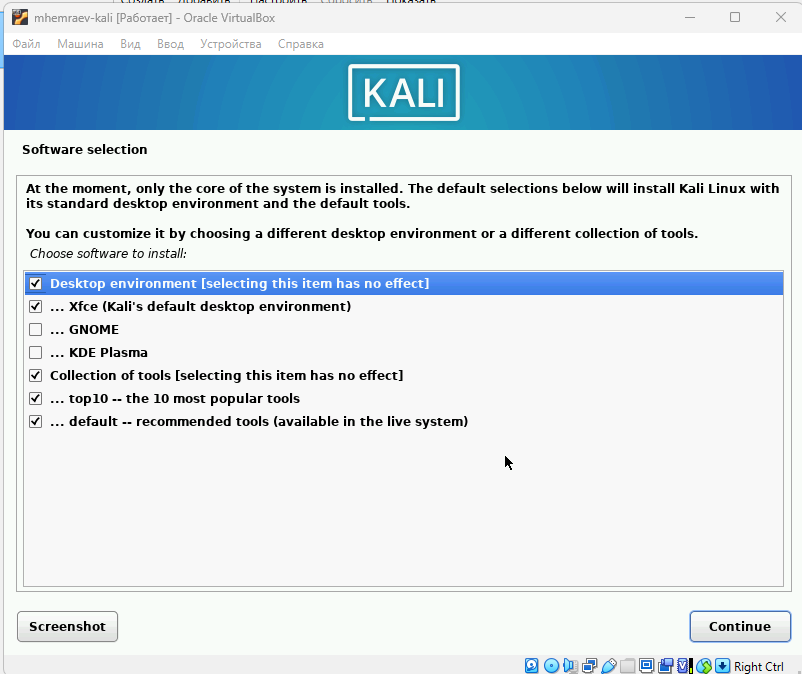 mhemraev-kali [Работает] - Oracle VirtualBox
Файл Машина Вид Ввод Устройства Справка
KALI
Software selection
At the moment, only the core of the system is installed. The default selections below will install Kali Linux with
its standard desktop environment and the default tools.
You can customize it by choosing a different desktop environment or a different collection of tools.
Choose software to install:
Desktop environment [selecting this item has no effect]
... Xfce (Kali's default desktop environment)
... GNOME
... KDE Plasma
Collection of tools [selecting this item has no effect]
... top10 -- the 10 most popular tools
... default -- recommended tools (available in the live system)
Screenshot Continue
Right Ctrl